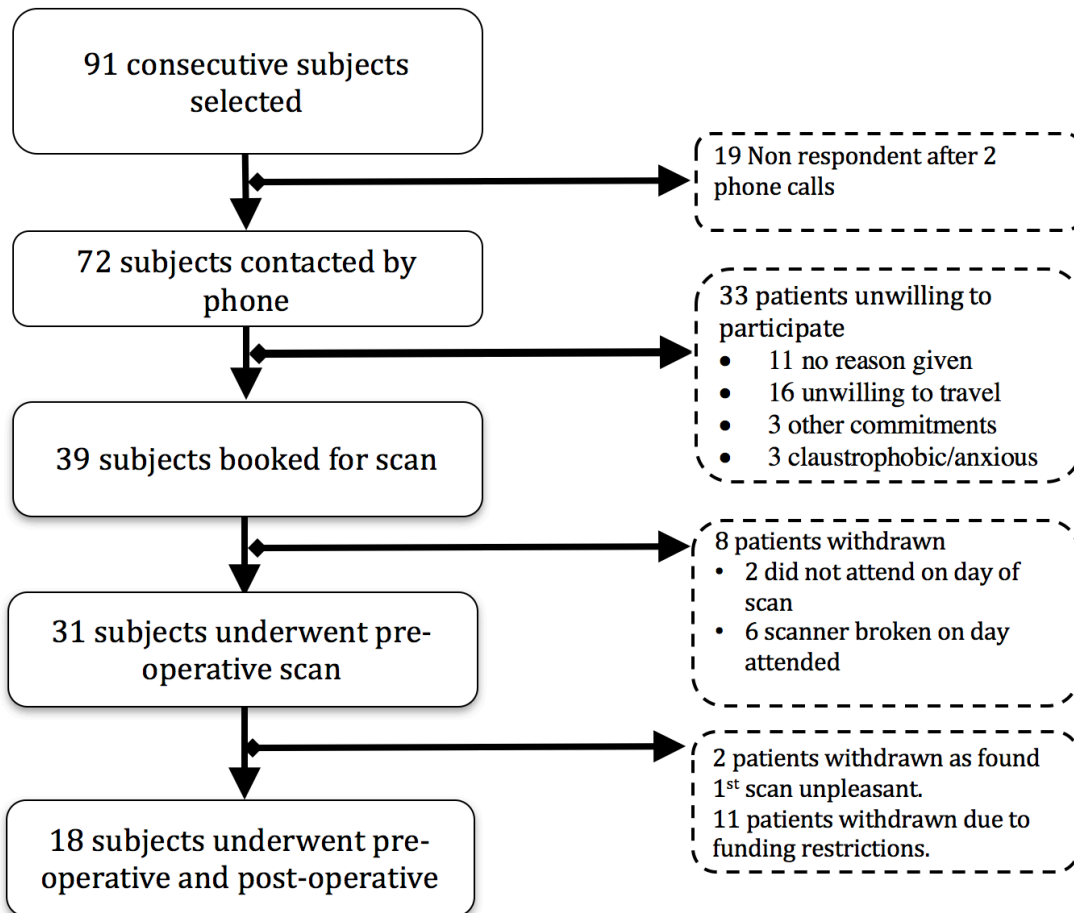 91 consecutive subjects
selected
19 Non respondent after 2
phone calls
72 subjects contacted by
phone
33 patients unwilling to
participate
• 11 no reason given
• 16 unwilling to travel
• 3 other commitments
• 3 claustrophobic/anxious
39 subjects booked for scan
8 patients withdrawn
• 2 did not attend on day of
scan
• 6 scanner broken on day
attended
31 subjects underwent pre-
operative scan
2 patients withdrawn as found
1st scan unpleasant.
11 patients withdrawn due to
funding restrictions.
18 subjects underwent pre-
operative and post-operative